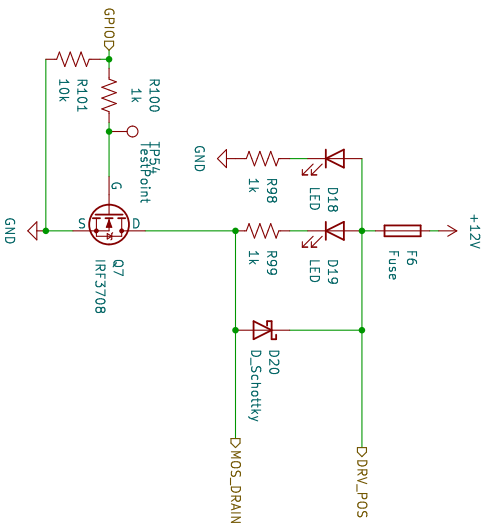 GPIO
R101
10k
R100
1k
TP54
TestPoint
GND
R98
1k
D18
LED
+12V
F6
Fuse
R99
1k
D19
LED
G
S
D
Q7
IRF3708
GND
D20
D_Schottky
MOS_DRAIN
DRV_POS